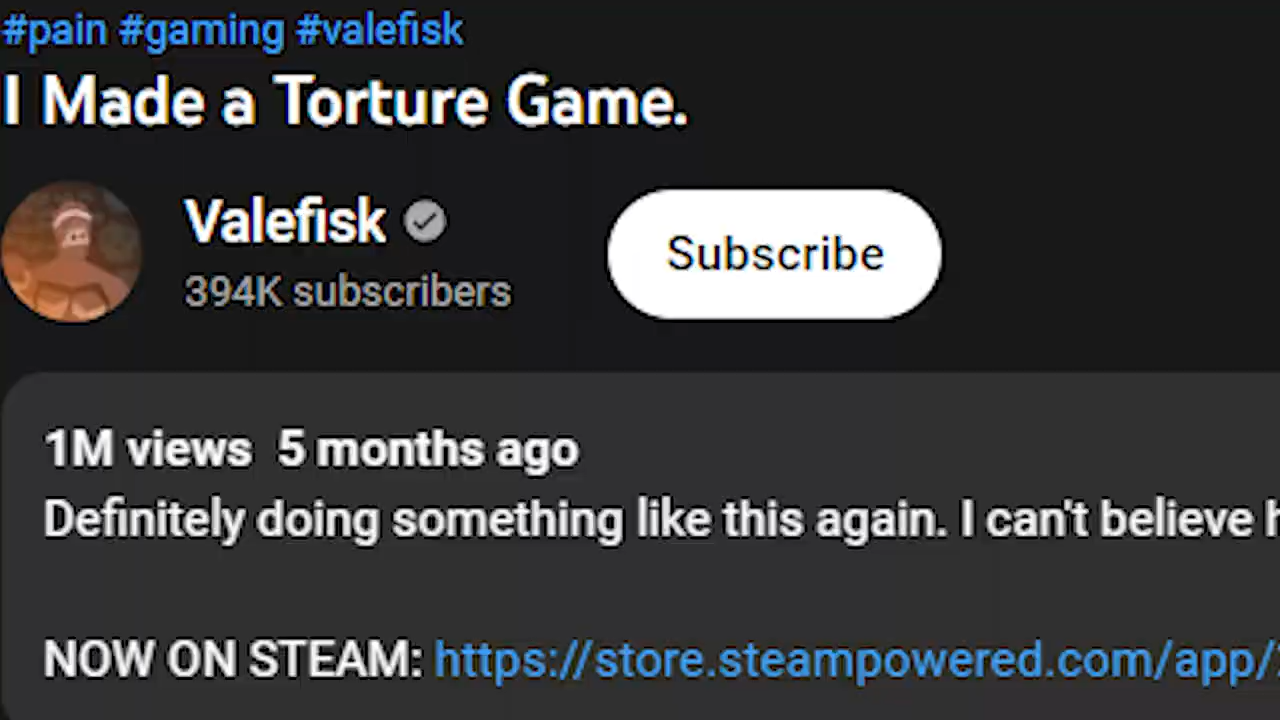 #pain #gaming #valefisk
I Made a Torture Game.
Valefisk
394K subscribers
Subscribe
1M views 5 months ago
Definitely doing something like this again. I can't believe
NOW ON STEAM: https://store.steampowered.com/app/